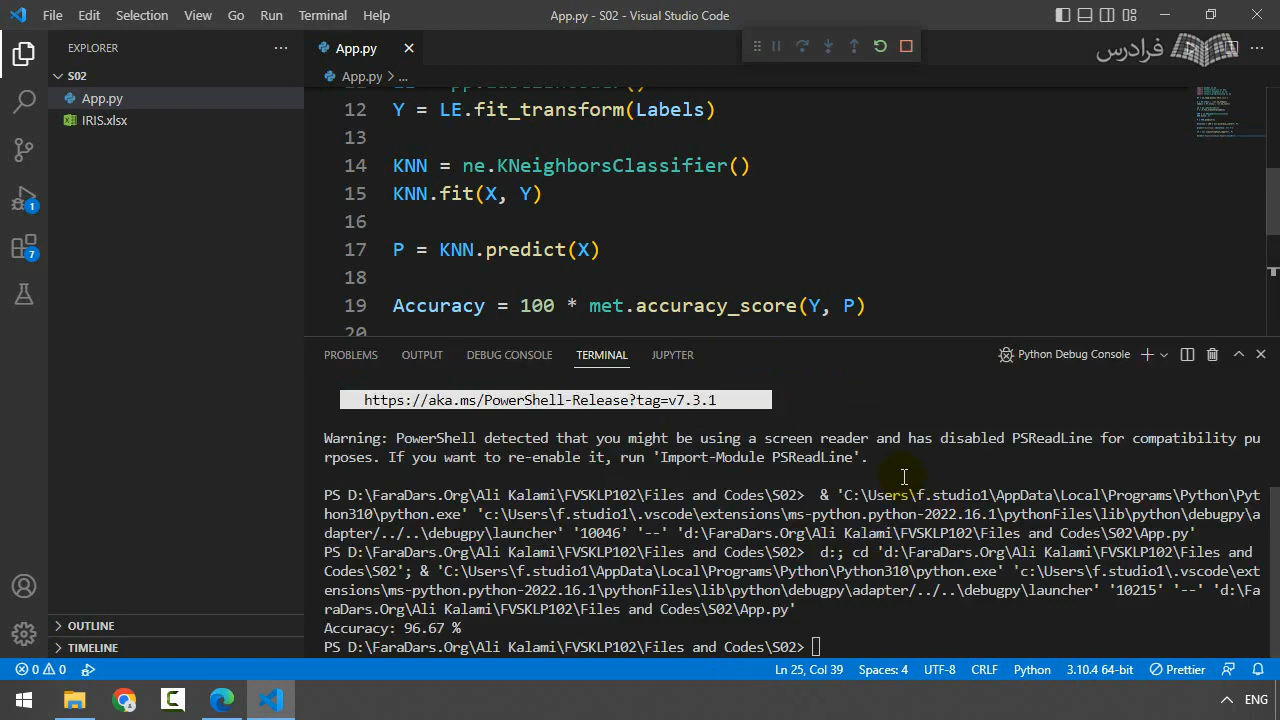 File Edit Selection View Go Run Terminal Help App.py - S02 - Visual Studio Code
EXPLORER
S02
App.py
IRIS.xlsx
OUTLINE
TIMELINE
1
7
App.py
فرادرس
App.py > ...
12 Y = LE.fit_transform(Labels)
13
14 KNN = ne.KNeighborsClassifier()
15 KNN.fit(X, Y)
16
17 P = KNN.predict(X)
18
19 Accuracy = 100 * met.accuracy_score(Y, P)
20
PROBLEMS OUTPUT DEBUG CONSOLE TERMINAL JUPYTER Python Debug Console
https://aka.ms/PowerShell-Release?tag=v7.3.1
Warning: PowerShell detected that you might be using a screen reader and has disabled PSReadLine for compatibility pu
rposes. If you want to re-enable it, run 'Import-Module PSReadLine'.
PS D:\FaraDars.Org\Ali Kalami\FVSKLP102\Files and Codes\S02> & 'C:\Users\f.studio1\AppData\Local\Programs\Python\Pyt
hon310\python.exe' 'c:\Users\f.studio1\.vscode\extensions\ms-python.python-2022.16.1\pythonFiles\lib\python\debugpy\a
dapter/../..\debugpy\launcher' '10046' '--' 'd:\FaraDars.Org\Ali Kalami\FVSKLP102\Files and Codes\S02\App.py'
PS D:\FaraDars.Org\Ali Kalami\FVSKLP102\Files and Codes\S02> d:; cd 'd:\FaraDars.Org\Ali Kalami\FVSKLP102\Files and
Codes\S02'; & 'C:\Users\f.studio1\AppData\Local\Programs\Python\Python310\python.exe' 'c:\Users\f.studio1\.vscode\ext
ensions\ms-python.python-2022.16.1\pythonFiles\lib\python\debugpy\adapter/../..\debugpy\launcher' '10215' '--' 'd:\Fa
raDars.Org\Ali Kalami\FVSKLP102\Files and Codes\S02\App.py'
Accuracy: 96.67 %
PS D:\FaraDars.Org\Ali Kalami\FVSKLP102\Files and Codes\S02>
0 0 Ln 25, Col 39 Spaces: 4 UTF-8 CRLF Python 3.10.4 64-bit Prettier
ENG